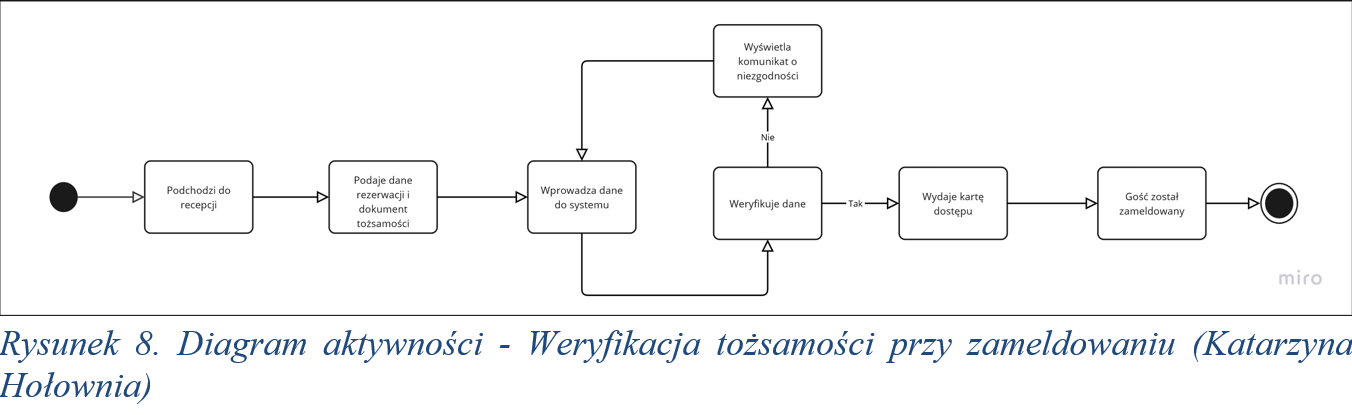 Podchodzi do
recepcji
Podaje dane
rezerwacji i
dokument
tożsamości
Wprowadza dane
do systemu
Wyświetla
komunikat o
niezgodności
Nie
Weryfikuje dane
Tak
Wydaje kartę
dostępu
Gość został
zameldowany
miro
Rysunek 8. Diagram aktywności - Weryfikacja tożsamości przy zameldowaniu (Katarzyna
Hołownia)